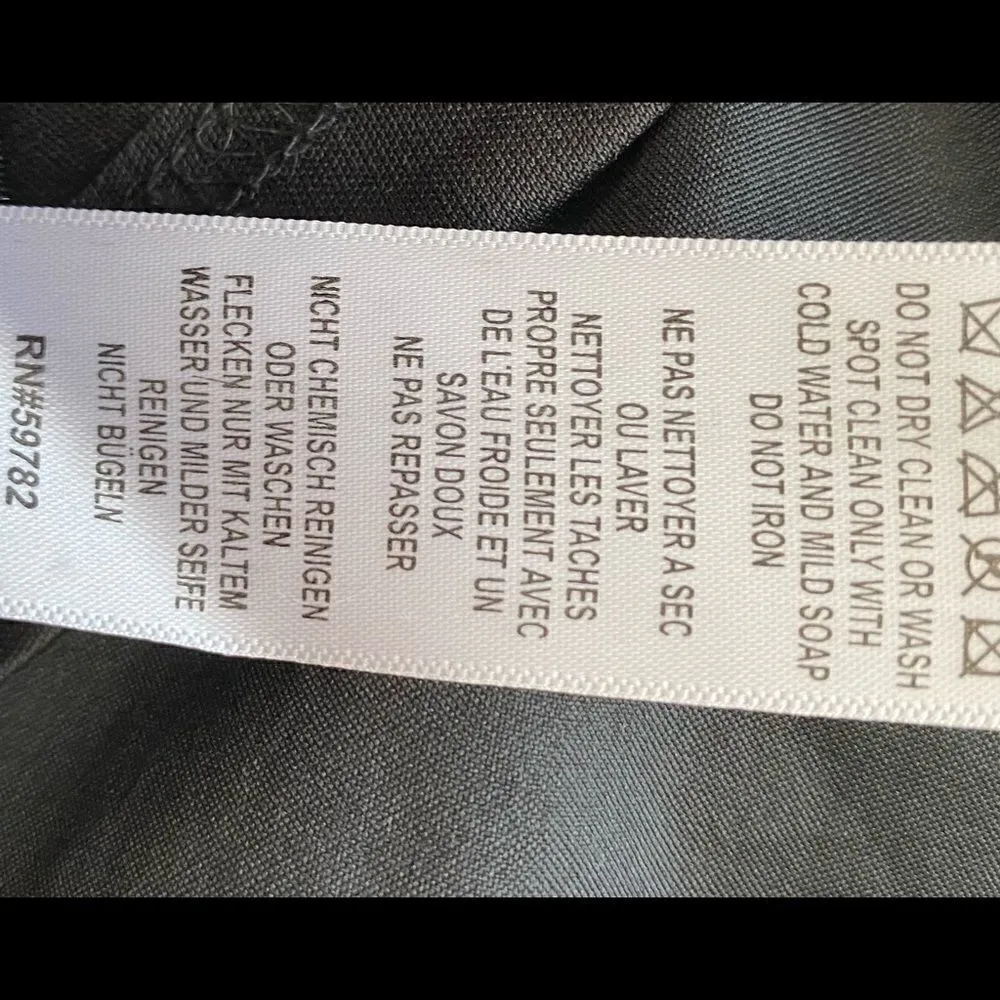 DO NOT DRY CLEAN OR WASH
SPOT CLEAN ONLY WITH
COLD WATER AND MILD SOAP
DO NOT IRON
NE PAS NETTOYER A SEC
OU LAVER
NETTOYER LES TACHES
PROPRE SEULEMENT AVEC
DE L'EAU FROIDE ET UN
SAVON DOUX
NE PAS REPASSER
NICHT CHEMISCH REINIGEN
ODER WASCHEN
FLECKEN NUR MIT KALTEM
WASSER UND MILDER SEIFE
REINIGEN
NICHT BÜGELN
RN#59782